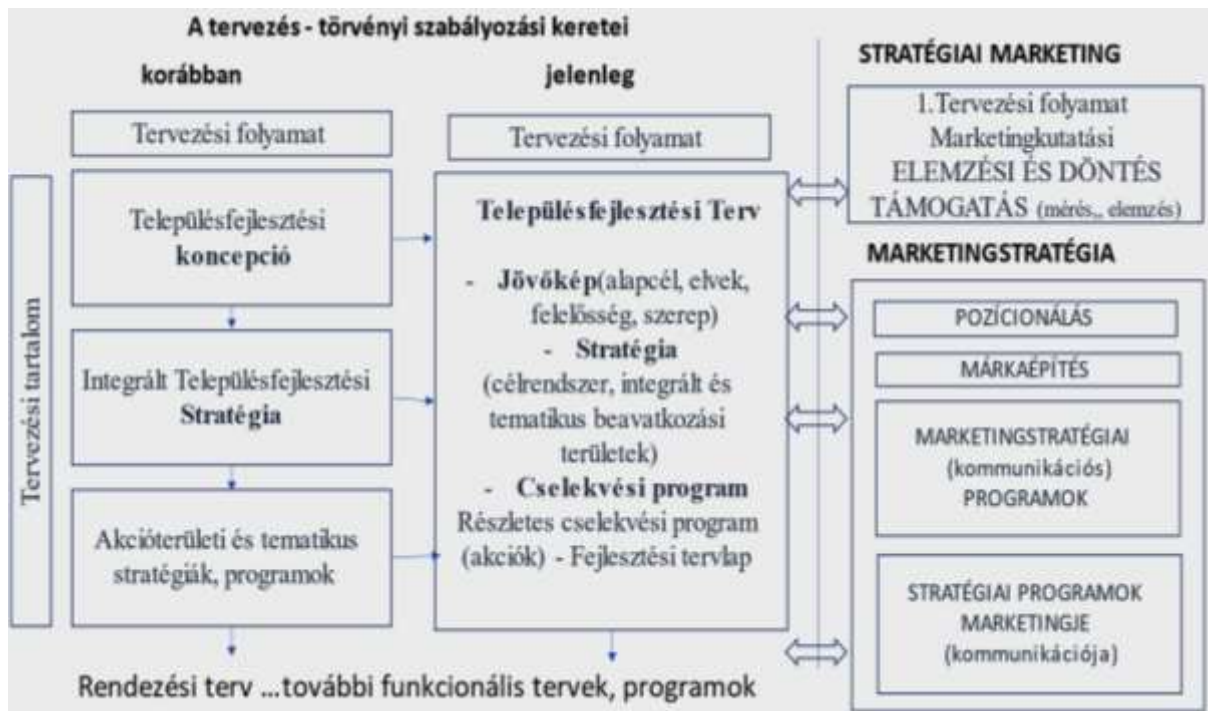 A tervezés - törvényi szabályozási keretei
korábban
jelenleg
Tervezési folyamat
Tervezési folyamat
Tervezési tartalom
Településfejlesztési
koncepció
Integrált Településfejlesztési
Stratégia
Akcióterületi és tematikus
stratégiák, programok
Településfejlesztési Terv
- Jövőkép(alapcél, elvek,
felelősség, szerep)
- Stratégia
(célrendszer, integrált és
tematikus beavatkozási
területek)
- Cselekvési program
Részletes cselekvési program
(akciók) - Fejlesztési tervlap
Rendezési terv ...további funkcionális tervek, programok
STRATÉGIAI MARKETING
1.Tervezési folyamat
Marketingkutatási
ELEMZÉSI ÉS DÖNTÉS
TÁMOGATÁS (mérés,, elemzés)
MARKETINGSTRATÉGIA
POZÍCIONÁLÁS
MÁRKAÉPÍTÉS
MARKETINGSTRATÉGIAI
(kommunikációs)
PROGRAMOK
STRATÉGIAI PROGRAMOK
MARKETINGJE
(kommunikációja)